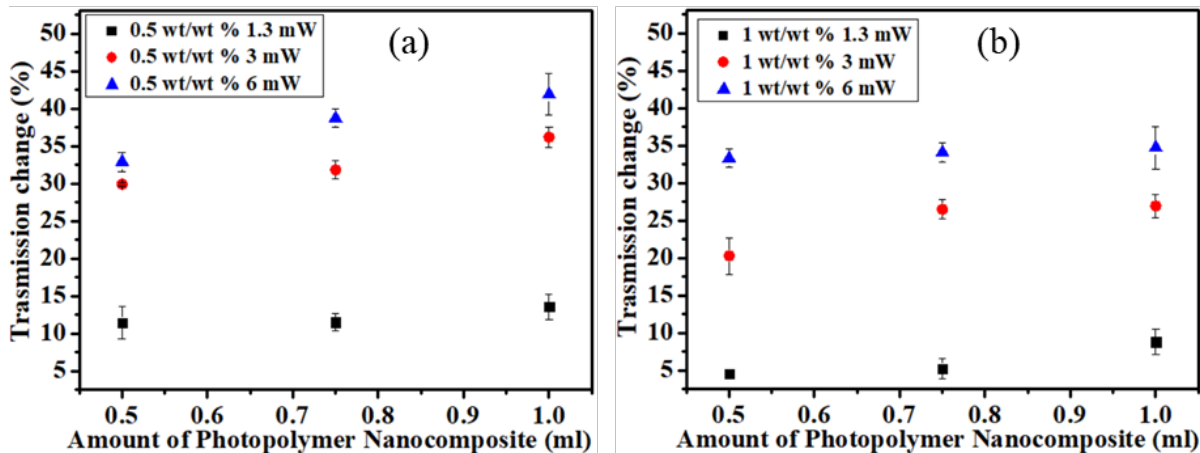 (a)
0.5 wt/wt % 1.3 mW
0.5 wt/wt % 3 mW
0.5 wt/wt % 6 mW
Trasmission change (%)
50
45
40
35
30
25
20
15
10
5
0.5 0.6 0.7 0.8 0.9 1.0
Amount of Photopolymer Nanocomposite (ml)
(b)
1 wt/wt % 1.3 mW
1 wt/wt % 3 mW
1 wt/wt % 6 mW
Trasmission change (%)
50
45
40
35
30
25
20
15
10
5
0.5 0.6 0.7 0.8 0.9 1.0
Amount of Photopolymer Nanocomposite (ml)